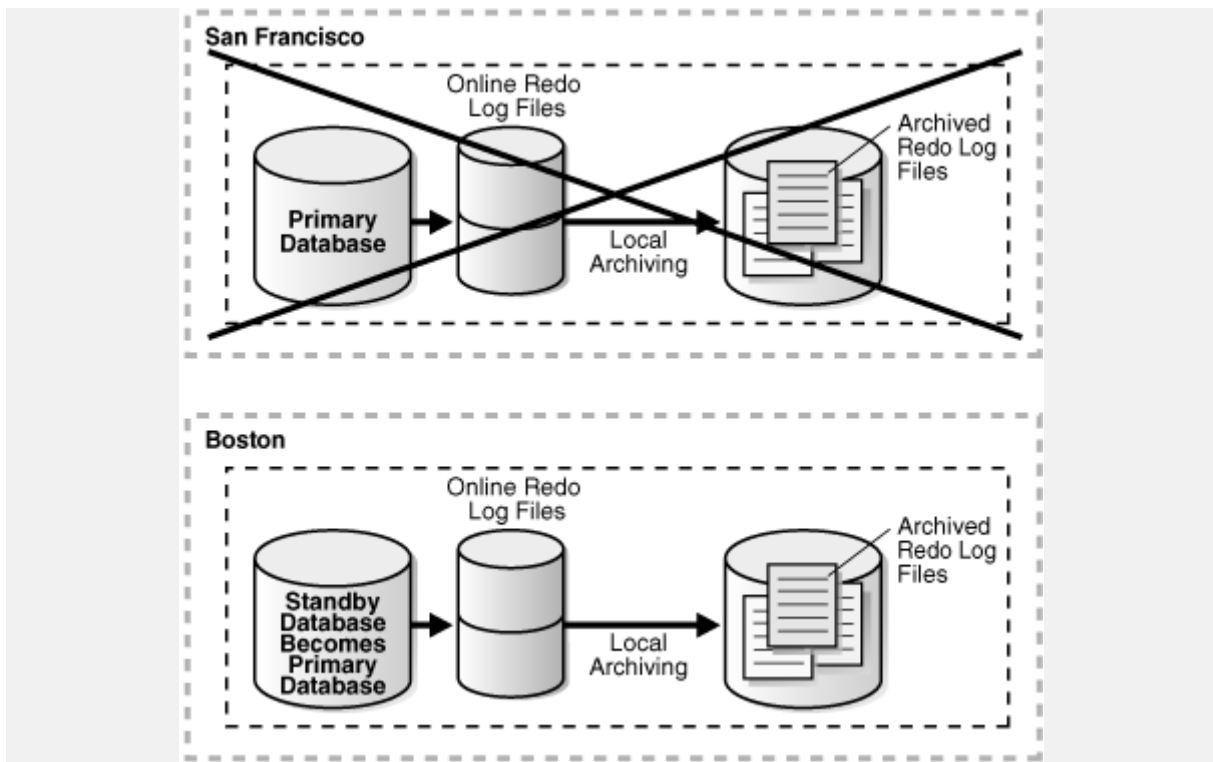 San Francisco
Online Redo
Log Files
Archived
Redo Log
Files
Primary
Database
Local
Archiving
Boston
Online Redo
Log Files
Archived
Redo Log
Files
Standby
Database
Becomes
Primary
Database
Local
Archiving